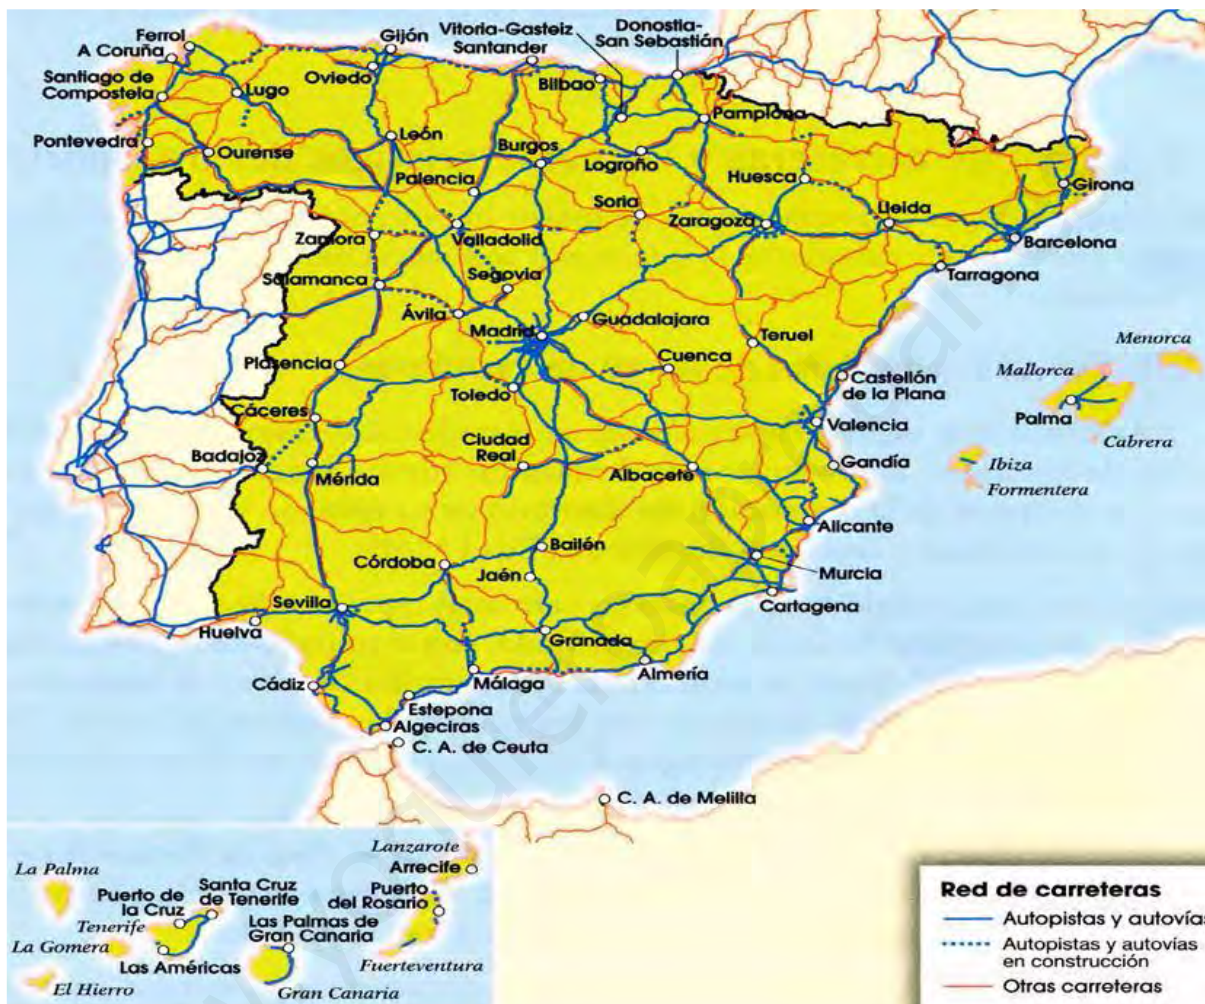 Ferrol
A Coruña
Santiago de
Compostela
Pontevedra
Lugo
Ourense
Gijón
Oviedo
León
Vitoria-Gasteiz
Santander
Donostia-
San Sebastián
Bilbao
Pamplona
Burgos
Logroño
Palencia
Huesca
Girona
Soria
Zaragoza
Lleida
Barcelona
Tarragona
Zamora
Valladolid
Salamanca
Segovia
Ávila
Madrid
Guadalajara
Teruel
Plasencia
Cuenca
Toledo
Castellón
de la Plana
Menorca
Mallorca
Palma
Cabrera
Cáceres
Valencia
Badajoz
Mérida
Ciudad
Real
Albacete
Gandía
Ibiza
Formentera
Alicante
Bailén
Córdoba
Jaén
Murcia
Cartagena
Sevilla
Huelva
Granada
Cádiz
Málaga
Almería
Estepona
Algeciras
C. A. de Ceuta
C. A. de Melilla
La Palma
Puerto de
la Cruz
Santa Cruz
de Tenerife
Tenerife
La Gomera
Las Américas
El Hierro
Las Palmas de
Gran Canaria
Gran Canaria
Lanzarote
Arrecife
Puerto
del Rosario
Fuerteventura
Red de carreteras
Autopistas y autovías
Autopistas y autovías
en construcción
Otras carreteras